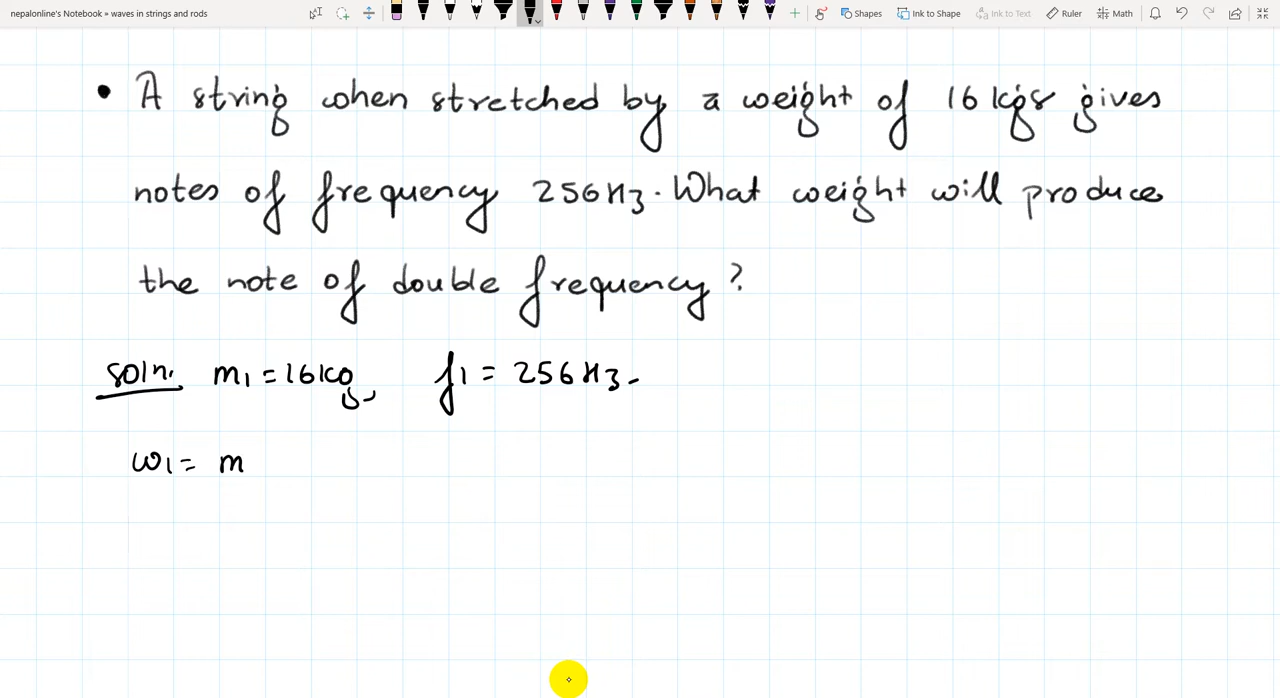 nepalonline's Notebook » waves in strings and rods
Shapes Ink to Shape Ink to Text Ruler Math
• A string when stretched by a weight of 16 kgs gives
notes of frequency 256 Hz. What weight will produce
the note of double frequency?
soln. m1 = 16 kg, f1 = 256 Hz.
w1 = m